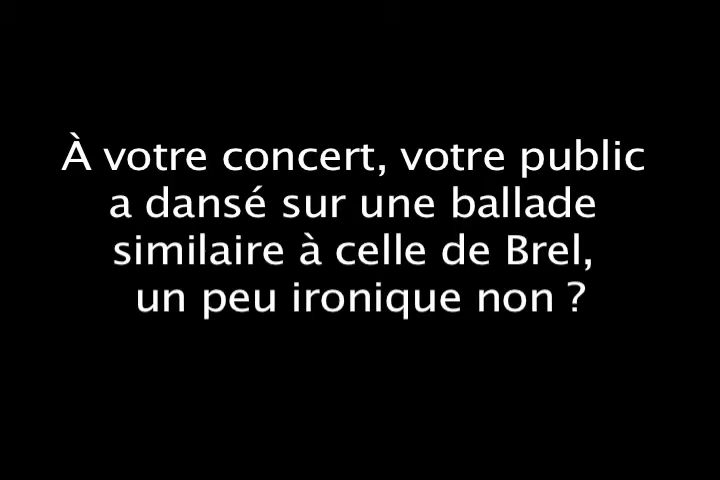 À votre concert, votre public
a dansé sur une ballade
similaire à celle de Brel,
un peu ironique non ?